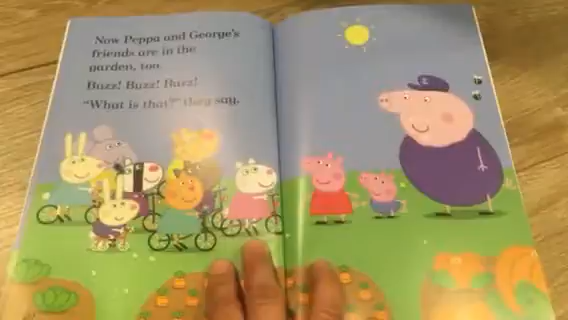 Now Peppa and George's
friends are in the
garden, too.
Buzz! Buzz! Buzz!
"What is that?" they say.